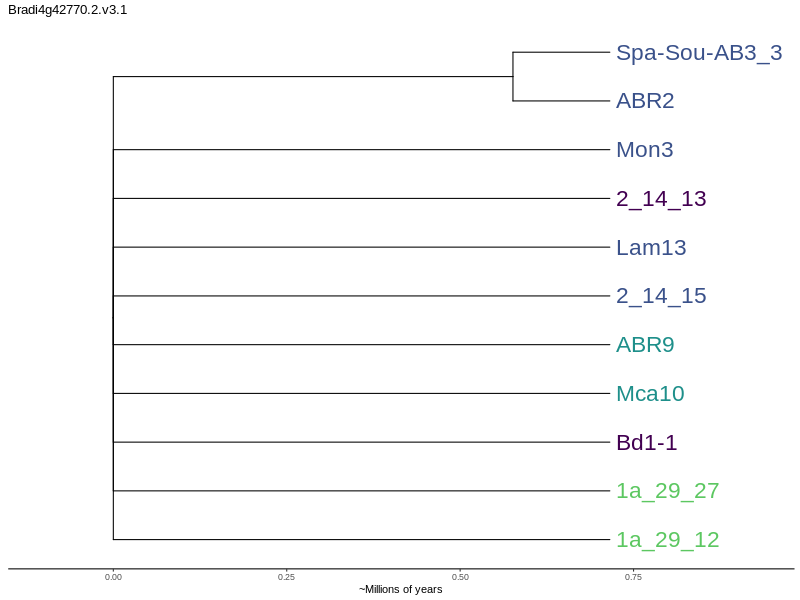 Bradi4g42770.2.v3.1
Spa-Sou-AB3_3
ABR2
Mon3
2_14_13
Lam13
2_14_15
ABR9
Mca10
Bd1-1
1a_29_27
1a_29_12
0.00 0.25 0.50 0.75
~Millions of years